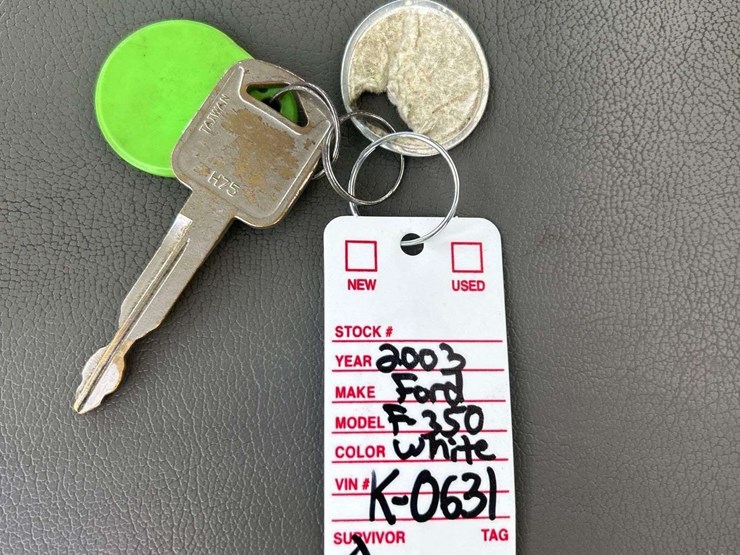 TAIWAN
H75
NEW USED
STOCK #
YEAR 2003
MAKE Ford
MODEL F-350
COLOR White
VIN # K-0631
SURVIVOR TAG